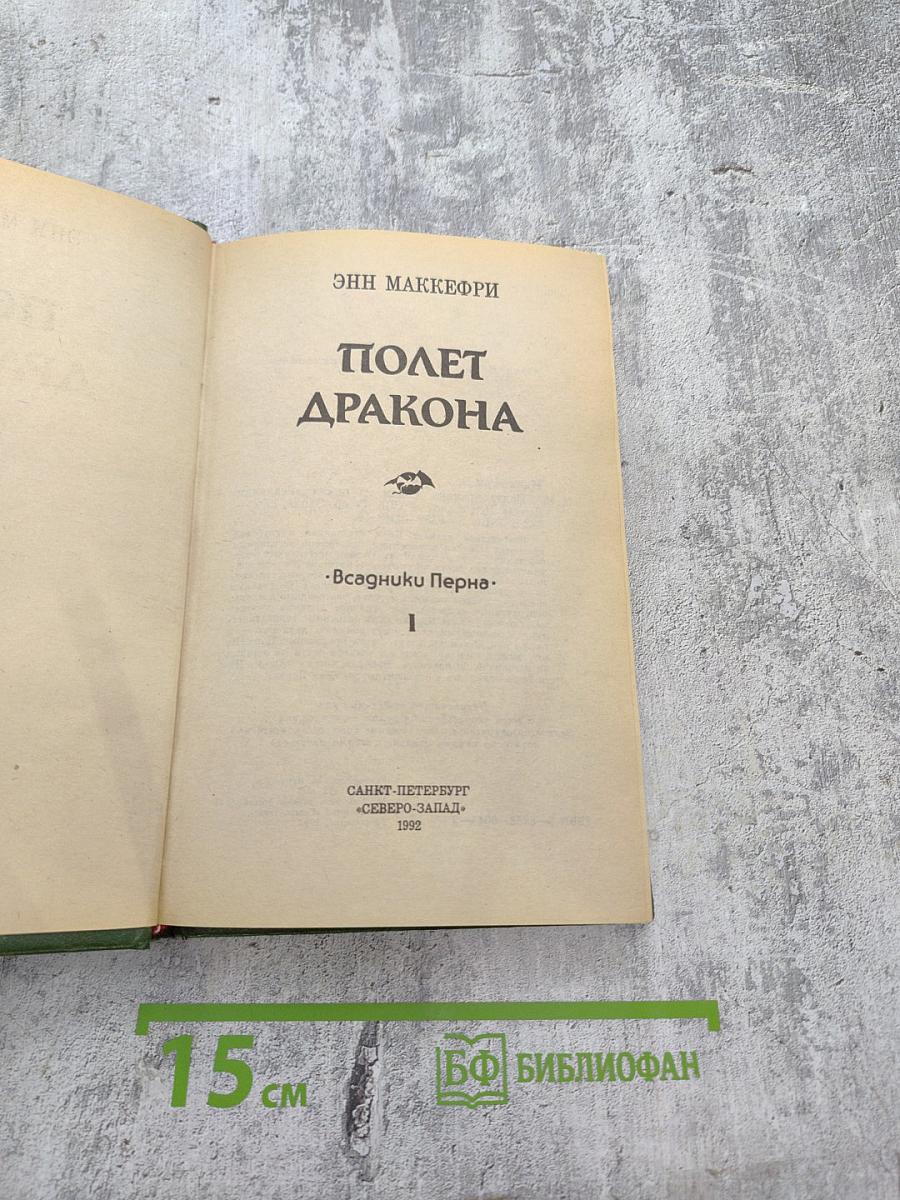 ЭНН МАККЕФРИ
ПОЛЕТ
ДРАКОНА
·Всадники Перна·
I
САНКТ-ПЕТЕРБУРГ
«СЕВЕРО-ЗАПАД»
1992
15 см
БФ БИБЛИОФАН